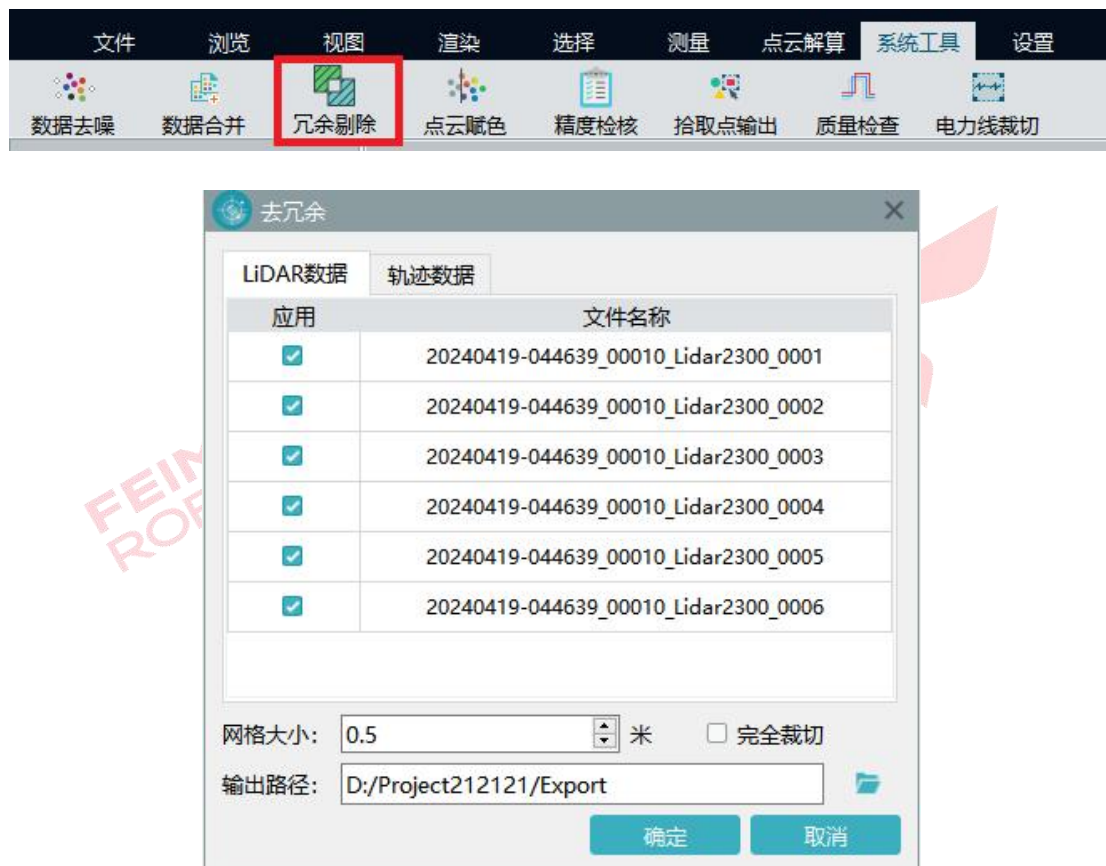 文件 浏览 视图 渲染 选择 测量 点云解算 系统工具 设置
数据去噪 数据合并 冗余剔除 点云赋色 精度检核 拾取点输出 质量检查 电力线裁切
去冗余
LiDAR数据 轨迹数据
应用 文件名称
20240419-044639_00010_Lidar2300_0001
20240419-044639_00010_Lidar2300_0002
20240419-044639_00010_Lidar2300_0003
20240419-044639_00010_Lidar2300_0004
20240419-044639_00010_Lidar2300_0005
20240419-044639_00010_Lidar2300_0006
网格大小: 0.5 米 完全裁切
输出路径: D:/Project212121/Export
确定 取消